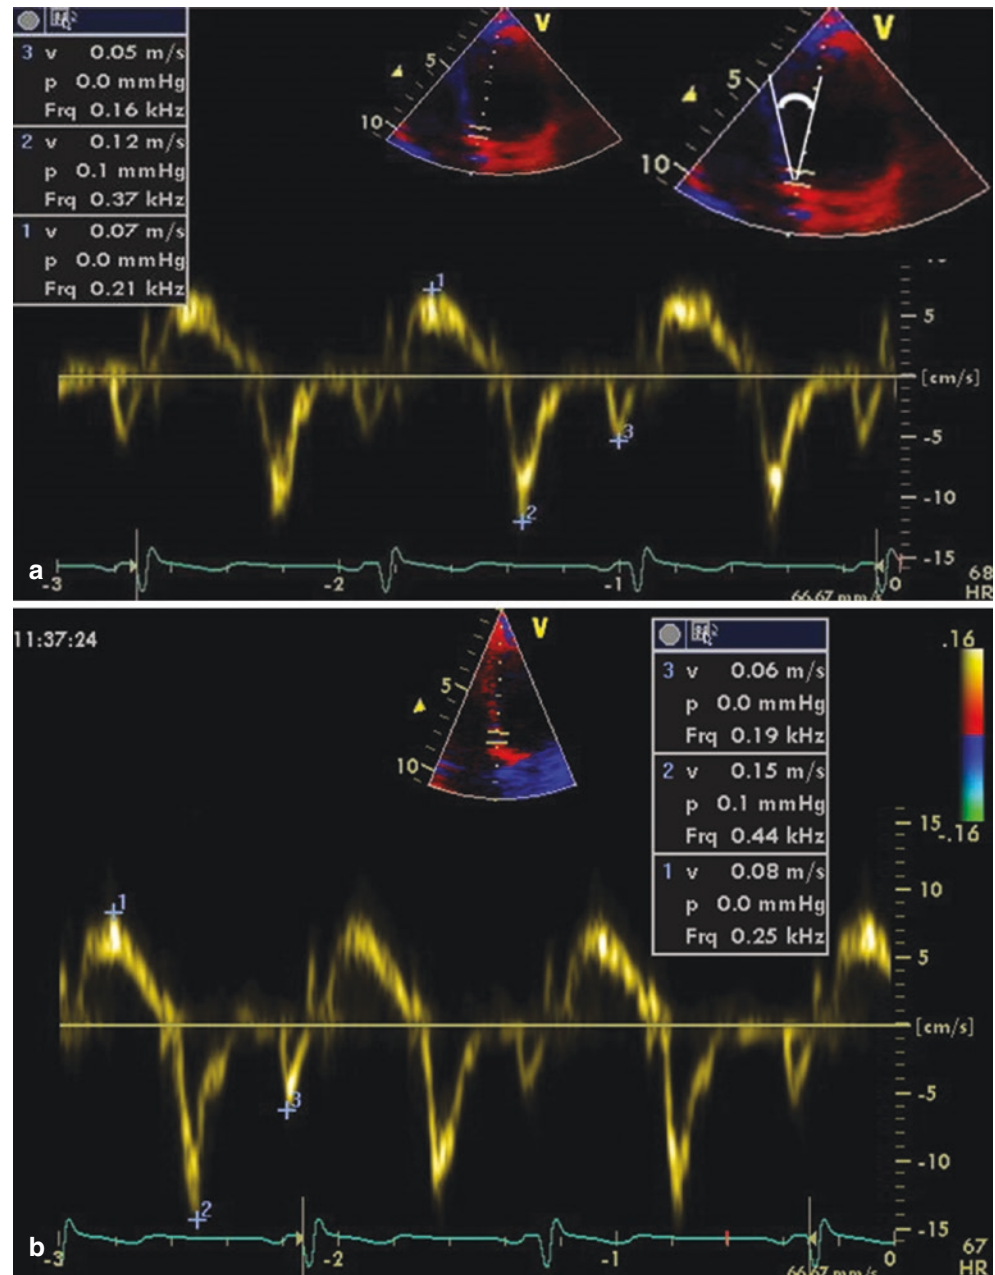 3 v 0.05 m/s
p 0.0 mmHg
Frq 0.16 kHz
2 v 0.12 m/s
p 0.1 mmHg
Frq 0.37 kHz
1 v 0.07 m/s
p 0.0 mmHg
Frq 0.21 kHz
V
5
10
V
5
10
1
2
3
5
[cm/s]
-5
-10
-15
a
-3
-2
-1
0
68
HR
66.67 mm/s
11:37:24
V
5
10
3 v 0.06 m/s
p 0.0 mmHg
Frq 0.19 kHz
2 v 0.15 m/s
p 0.1 mmHg
Frq 0.44 kHz
1 v 0.08 m/s
p 0.0 mmHg
Frq 0.25 kHz
.16
-.16
15
10
5
[cm/s]
-5
-10
-15
1
2
3
b
-3
-2
-1
0
67
HR
66.67 mm/s